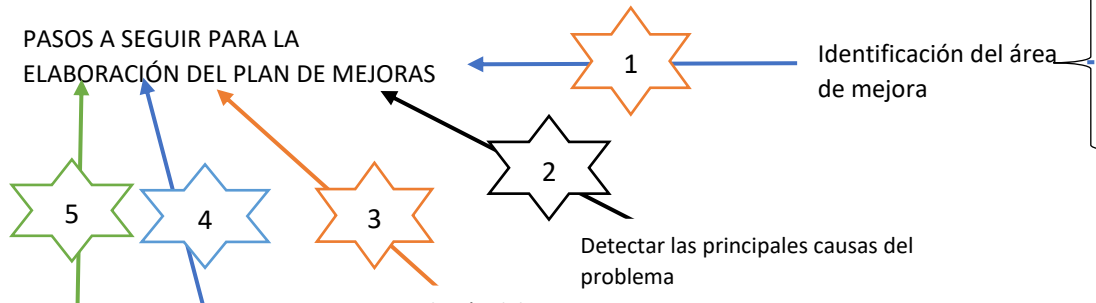 PASOS A SEGUIR PARA LA
ELABORACIÓN DEL PLAN DE MEJORAS
1
Identificación del área
de mejora
2
5
4
3
Detectar las principales causas del
problema